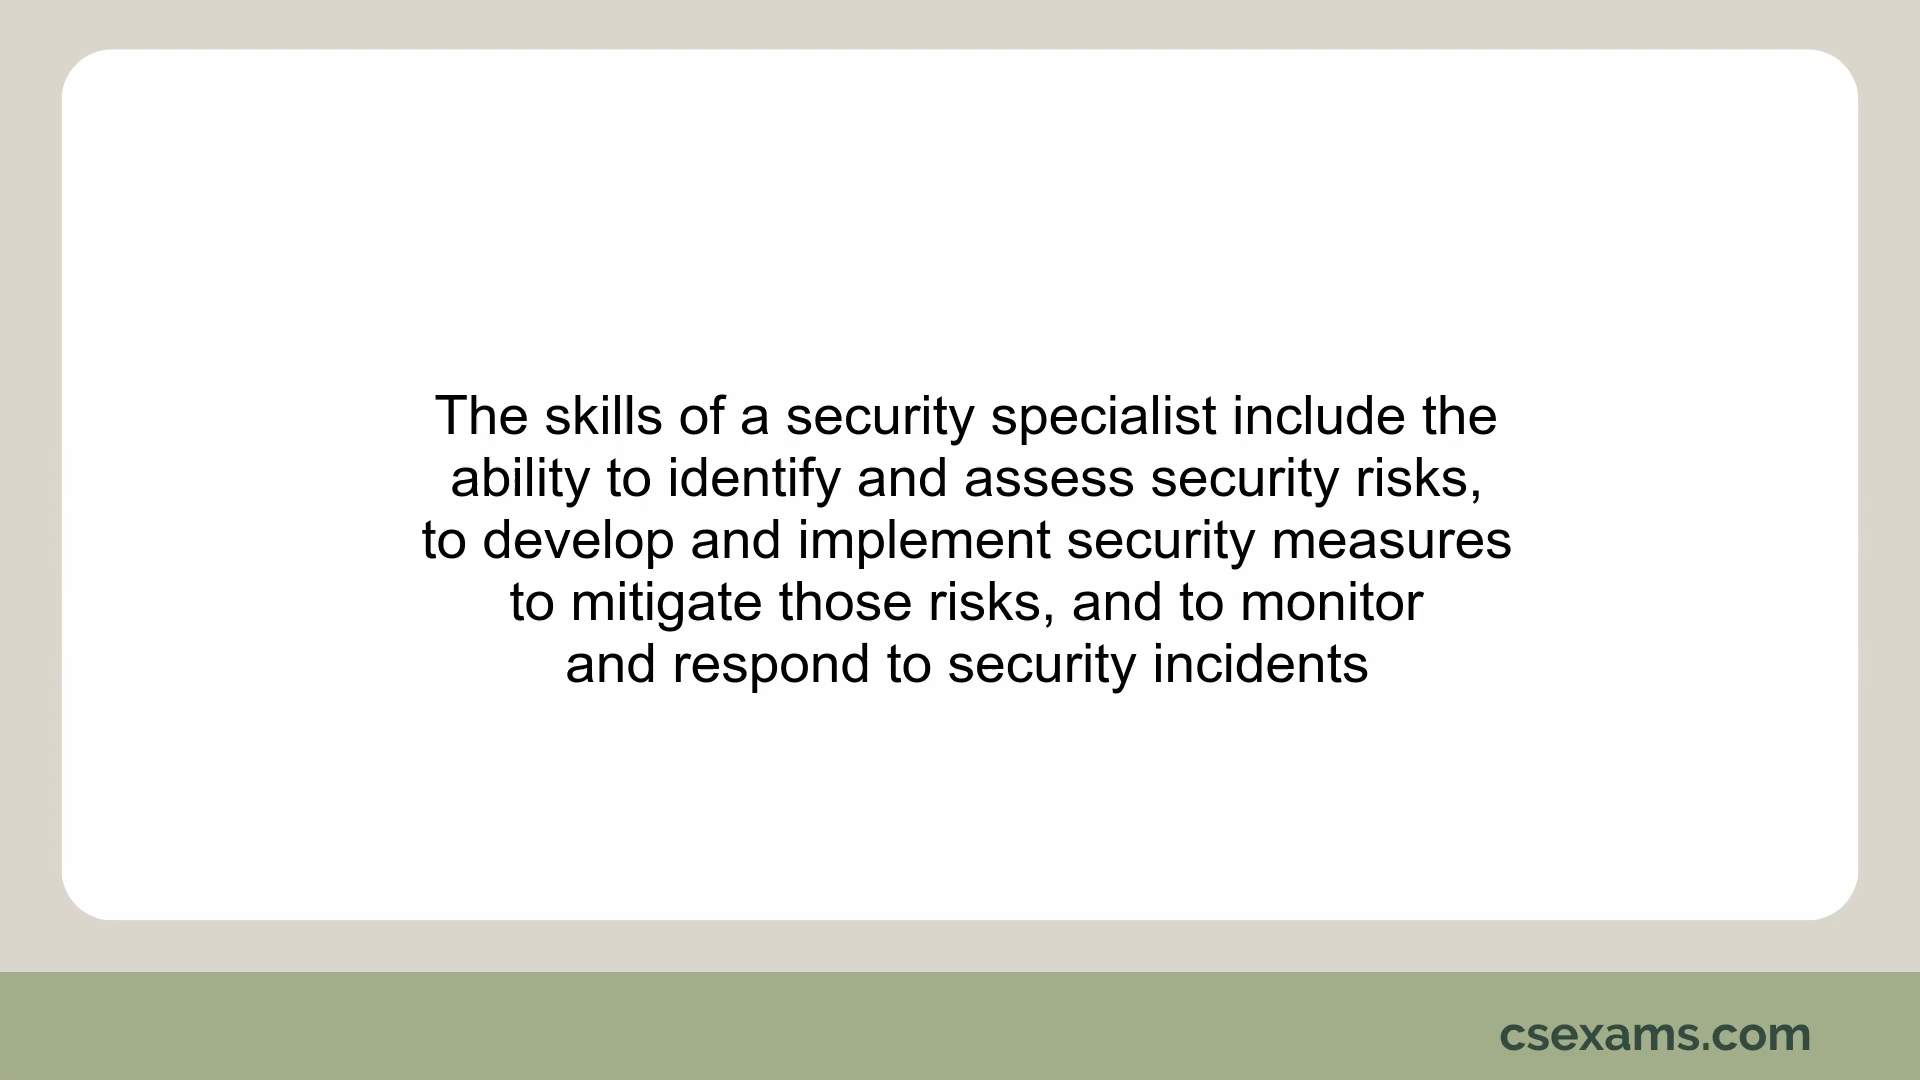 The skills of a security specialist include the
ability to identify and assess security risks,
to develop and implement security measures
to mitigate those risks, and to monitor
and respond to security incidents
csexams.com